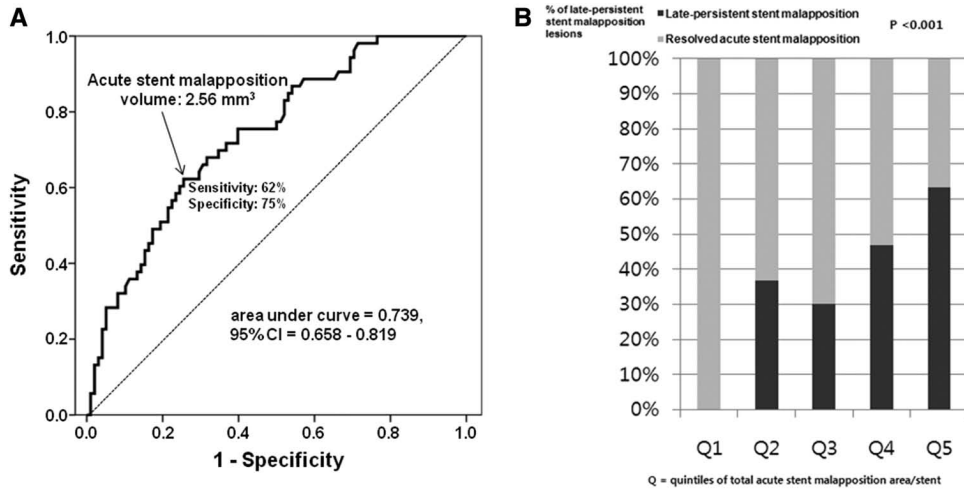 A
Sensitivity
1.0
0.8
0.6
0.4
0.2
0.0
Acute stent malapposition
volume: 2.56 mm³
Sensitivity: 62%
Specificity: 75%
area under curve = 0.739,
95% CI = 0.658 - 0.819
0.0 0.2 0.4 0.6 0.8 1.0
1 - Specificity
B
% of late-persistent
stent malapposition
lesions
Late-persistent stent malapposition
Resolved acute stent malapposition
P <0.001
100%
90%
80%
70%
60%
50%
40%
30%
20%
10%
0%
Q1 Q2 Q3 Q4 Q5
Q = quintiles of total acute stent malapposition area/stent